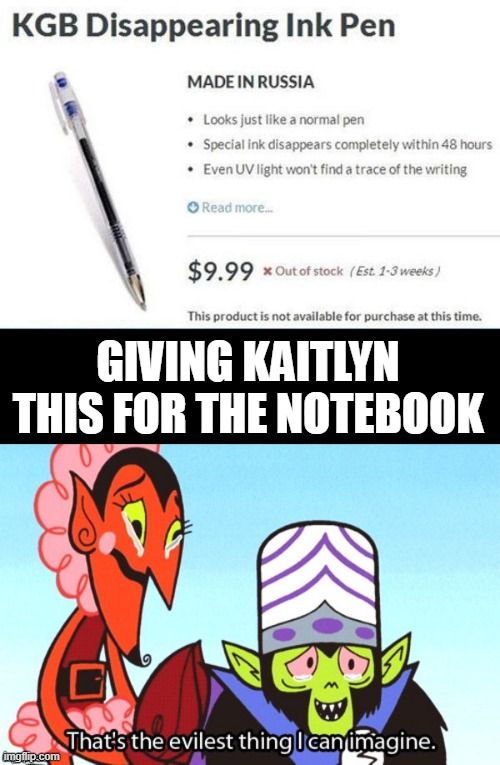 KGB Disappearing Ink Pen
MADE IN RUSSIA
• Looks just like a normal pen
• Special ink disappears completely within 48 hours
• Even UV light won't find a trace of the writing
Read more...
$9.99 ✖ Out of stock (Est. 1-3 weeks)
This product is not available for purchase at this time.
GIVING KAITLYN
THIS FOR THE NOTEBOOK
That's the evilest thing I can imagine.
imgflip.com